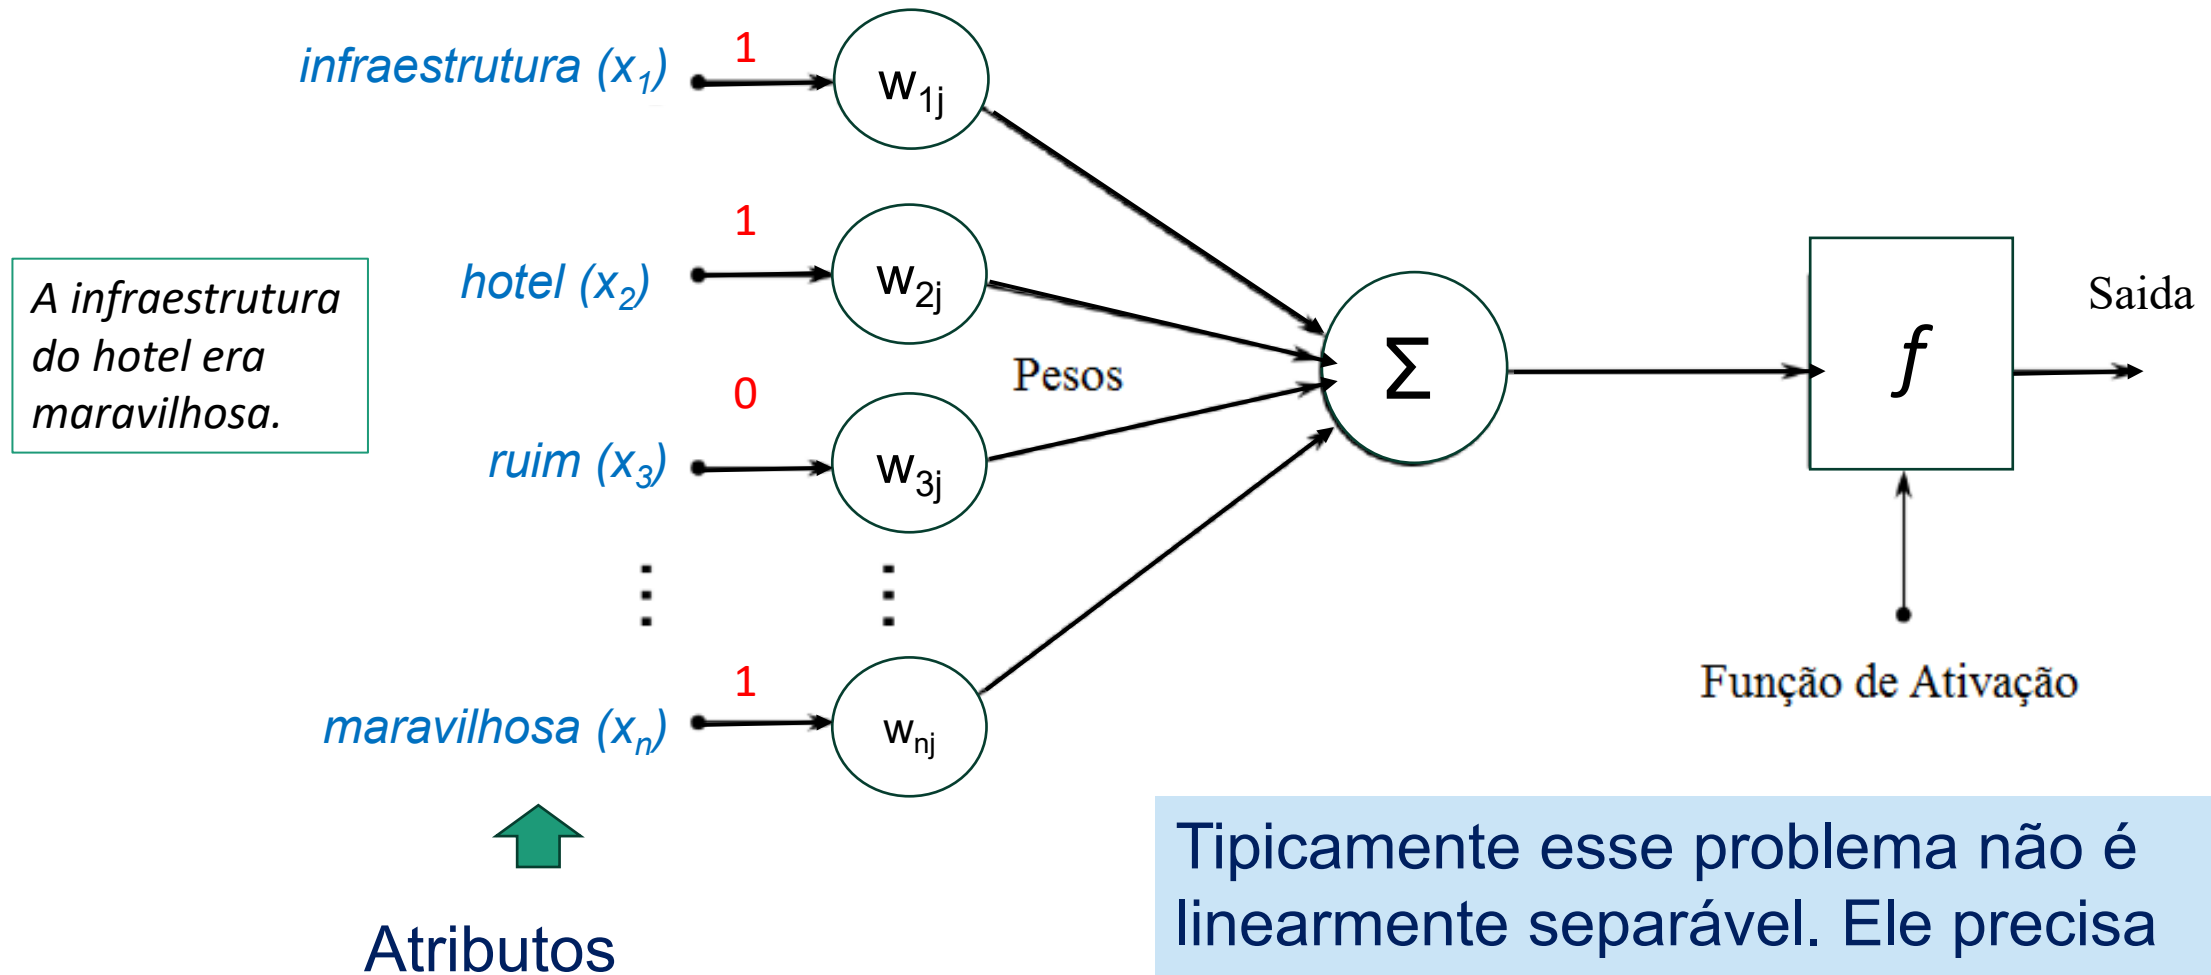 infraestrutura (x1)
1
w1j
A infraestrutura
do hotel era
maravilhosa.
hotel (x2)
1
w2j
Pesos
ruim (x3)
0
w3j
Σ
f
Saida
Função de Ativação
maravilhosa (xn)
1
wnj
Atributos
Tipicamente esse problema não é
linearmente separável. Ele precisa